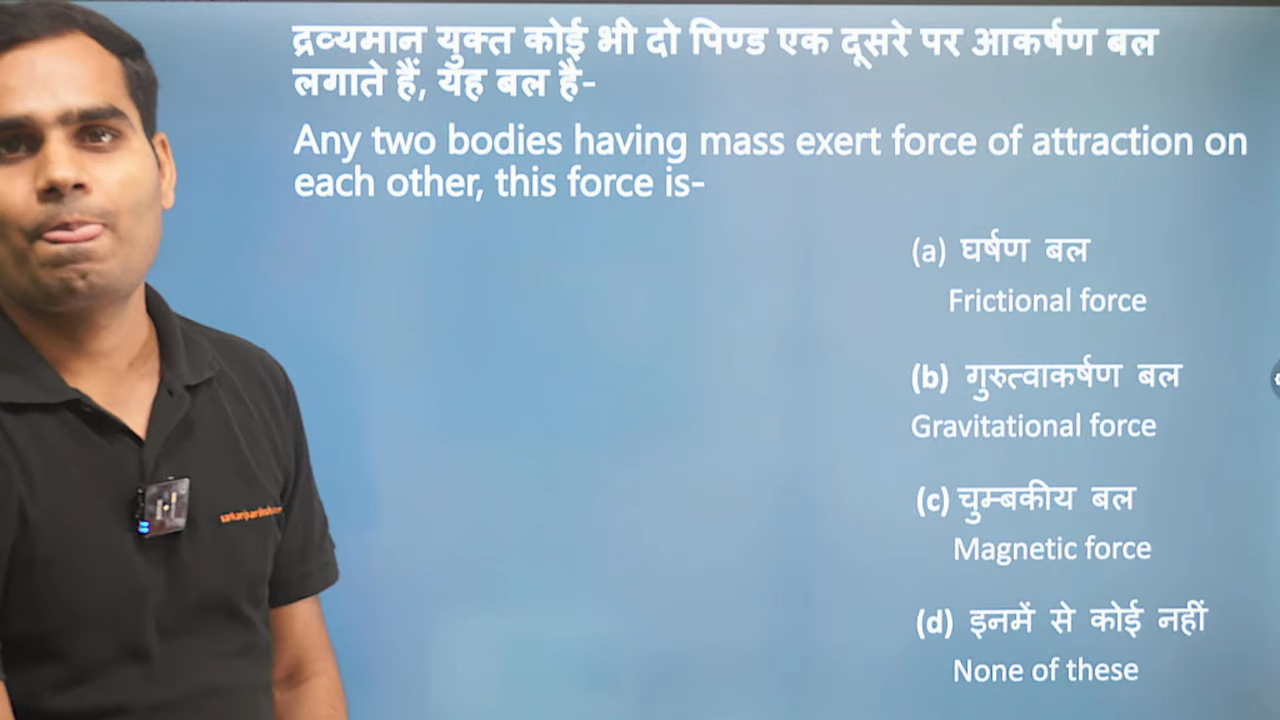 द्रव्यमान युक्त कोई भी दो पिण्ड एक दूसरे पर आकर्षण बल
लगाते हैं, यह बल है-
Any two bodies having mass exert force of attraction on
each other, this force is-
(a) घर्षण बल
Frictional force
(b) गुरुत्वाकर्षण बल
Gravitational force
(c) चुम्बकीय बल
Magnetic force
(d) इनमें से कोई नहीं
None of these